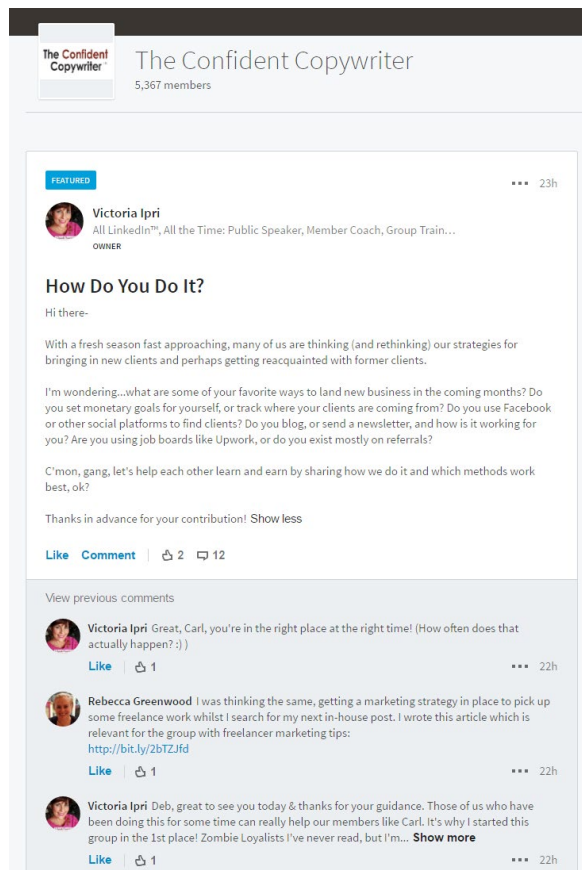 The Confident
Copywriter
The Confident Copywriter
5,367 members
FEATURED
23h
Victoria Ipri
All LinkedIn™, All the Time: Public Speaker, Member Coach, Group Train…
OWNER
How Do You Do It?
Hi there-
With a fresh season fast approaching, many of us are thinking (and rethinking) our strategies for
bringing in new clients and perhaps getting reacquainted with former clients.
I'm wondering...what are some of your favorite ways to land new business in the coming months? Do
you set monetary goals for yourself, or track where your clients are coming from? Do you use Facebook
or other social platforms to find clients? Do you blog, or send a newsletter, and how is it working for
you? Are you using job boards like Upwork, or do you exist mostly on referrals?
C'mon, gang, let's help each other learn and earn by sharing how we do it and which methods work
best, ok?
Thanks in advance for your contribution! Show less
Like Comment 2 12
View previous comments
Victoria Ipri Great, Carl, you're in the right place at the right time! (How often does that
actually happen? :) )
Like 1 22h
Rebecca Greenwood I was thinking the same, getting a marketing strategy in place to pick up
some freelance work whilst I search for my next in-house post. I wrote this article which is
relevant for the group with freelancer marketing tips:
http://bit.ly/2bTZJfd
Like 1 22h
Victoria Ipri Deb, great to see you today & thanks for your guidance. Those of us who have
been doing this for some time can really help our members like Carl. It's why I started this
group in the 1st place! Zombie Loyalists I've never read, but I'm... Show more
Like 1 22h